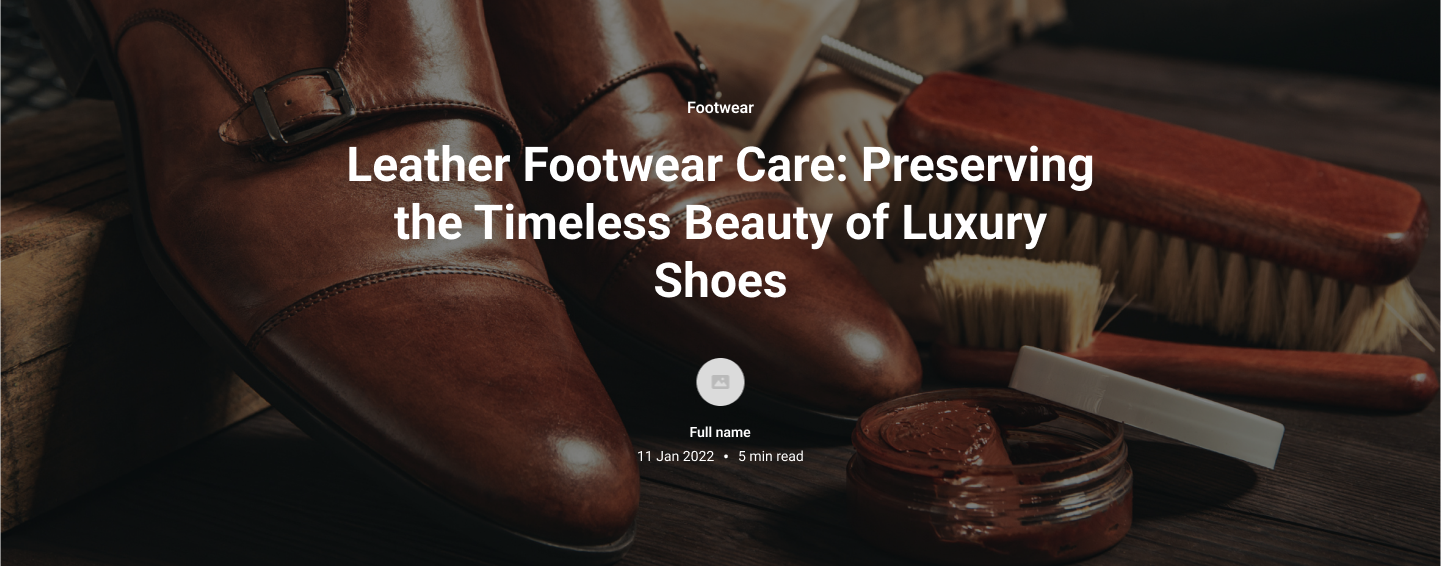 Footwear
Leather Footwear Care: Preserving
the Timeless Beauty of Luxury
Shoes
Full name
11 Jan 2022 • 5 min read